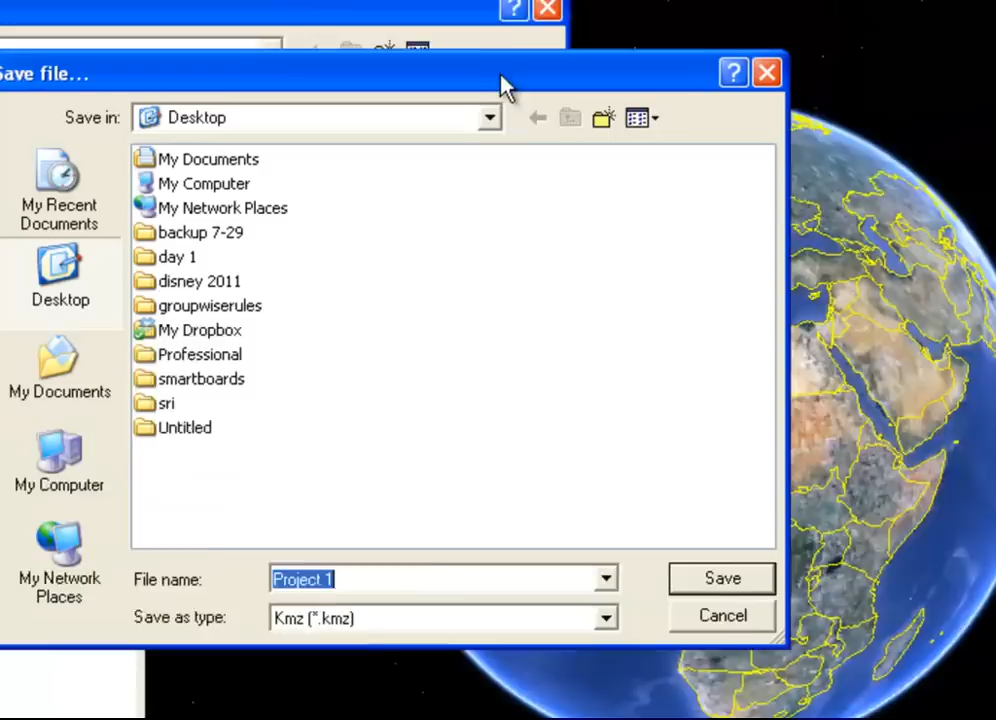 Save file...
Save in:
Desktop
My Recent
Documents
Desktop
My Documents
My Computer
My Network
Places
My Documents
My Computer
My Network Places
backup 7-29
day 1
disney 2011
groupwiserules
My Dropbox
Professional
smartboards
sri
Untitled
File name:
Project 1
Save
Save as type:
Kmz (*.kmz)
Cancel